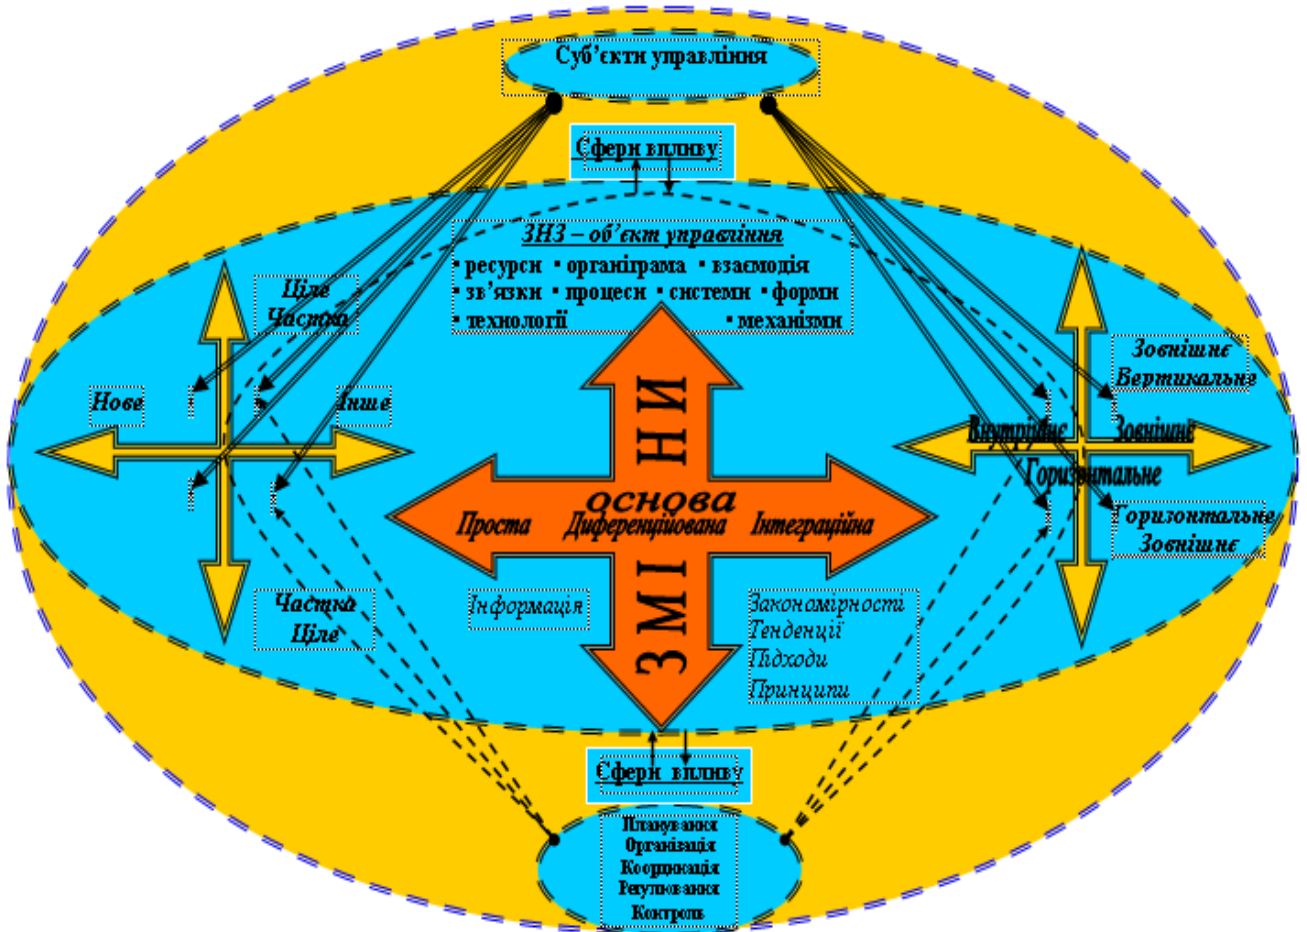 Суб’єкти управління
Сфери впливу
ЗНЗ – об’єкт управління
▪ ресурси ▪ органіграма ▪ взаємодія
▪ зв’язки ▪ процеси ▪ системи ▪ форми
▪ технології ▪ механізми
Ціле
Частка
Нове
Інше
Частка
Ціле
ЗМІНИ
основа
Проста Диференційована Інтеграційна
Інформація
Закономірності
Тенденції
Підходи
Принципи
Зовнішнє
Вертикальне
Внутрішнє Зовнішнє
Горизонтальне
Горизонтальне
Зовнішнє
Сфери впливу
Планування
Організація
Координація
Регулювання
Контроль